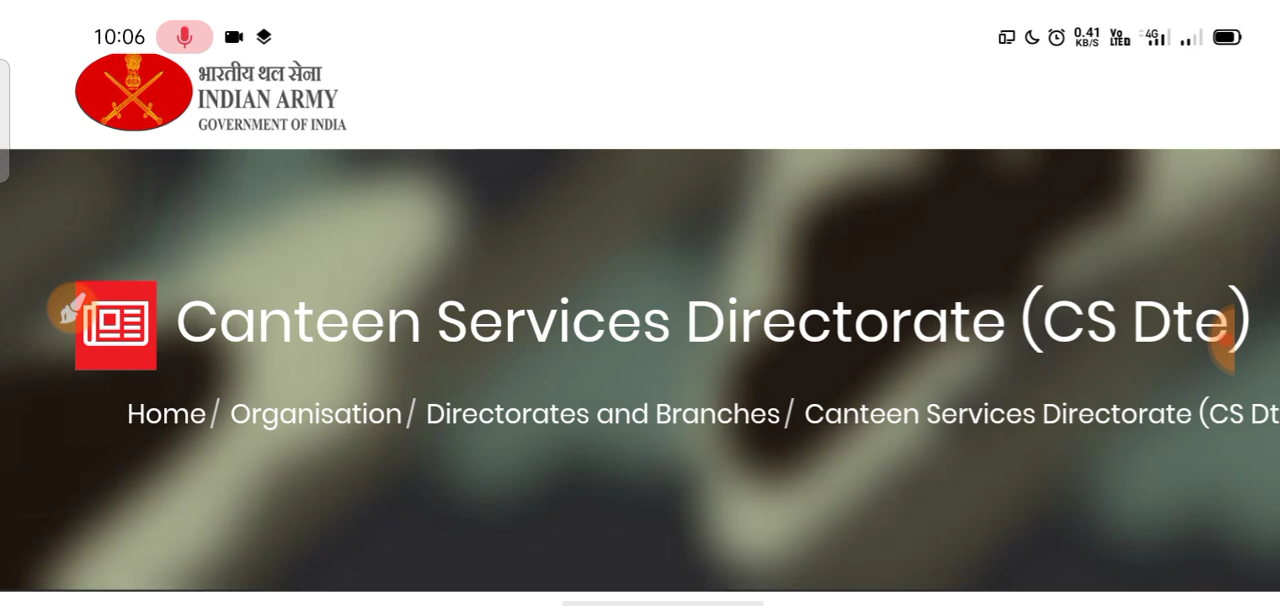 10:06 0.41 KB/S Vo LTE 4G
भारतीय थल सेना
INDIAN ARMY
GOVERNMENT OF INDIA
Canteen Services Directorate (CS Dte)
Home / Organisation / Directorates and Branches / Canteen Services Directorate (CS Dt